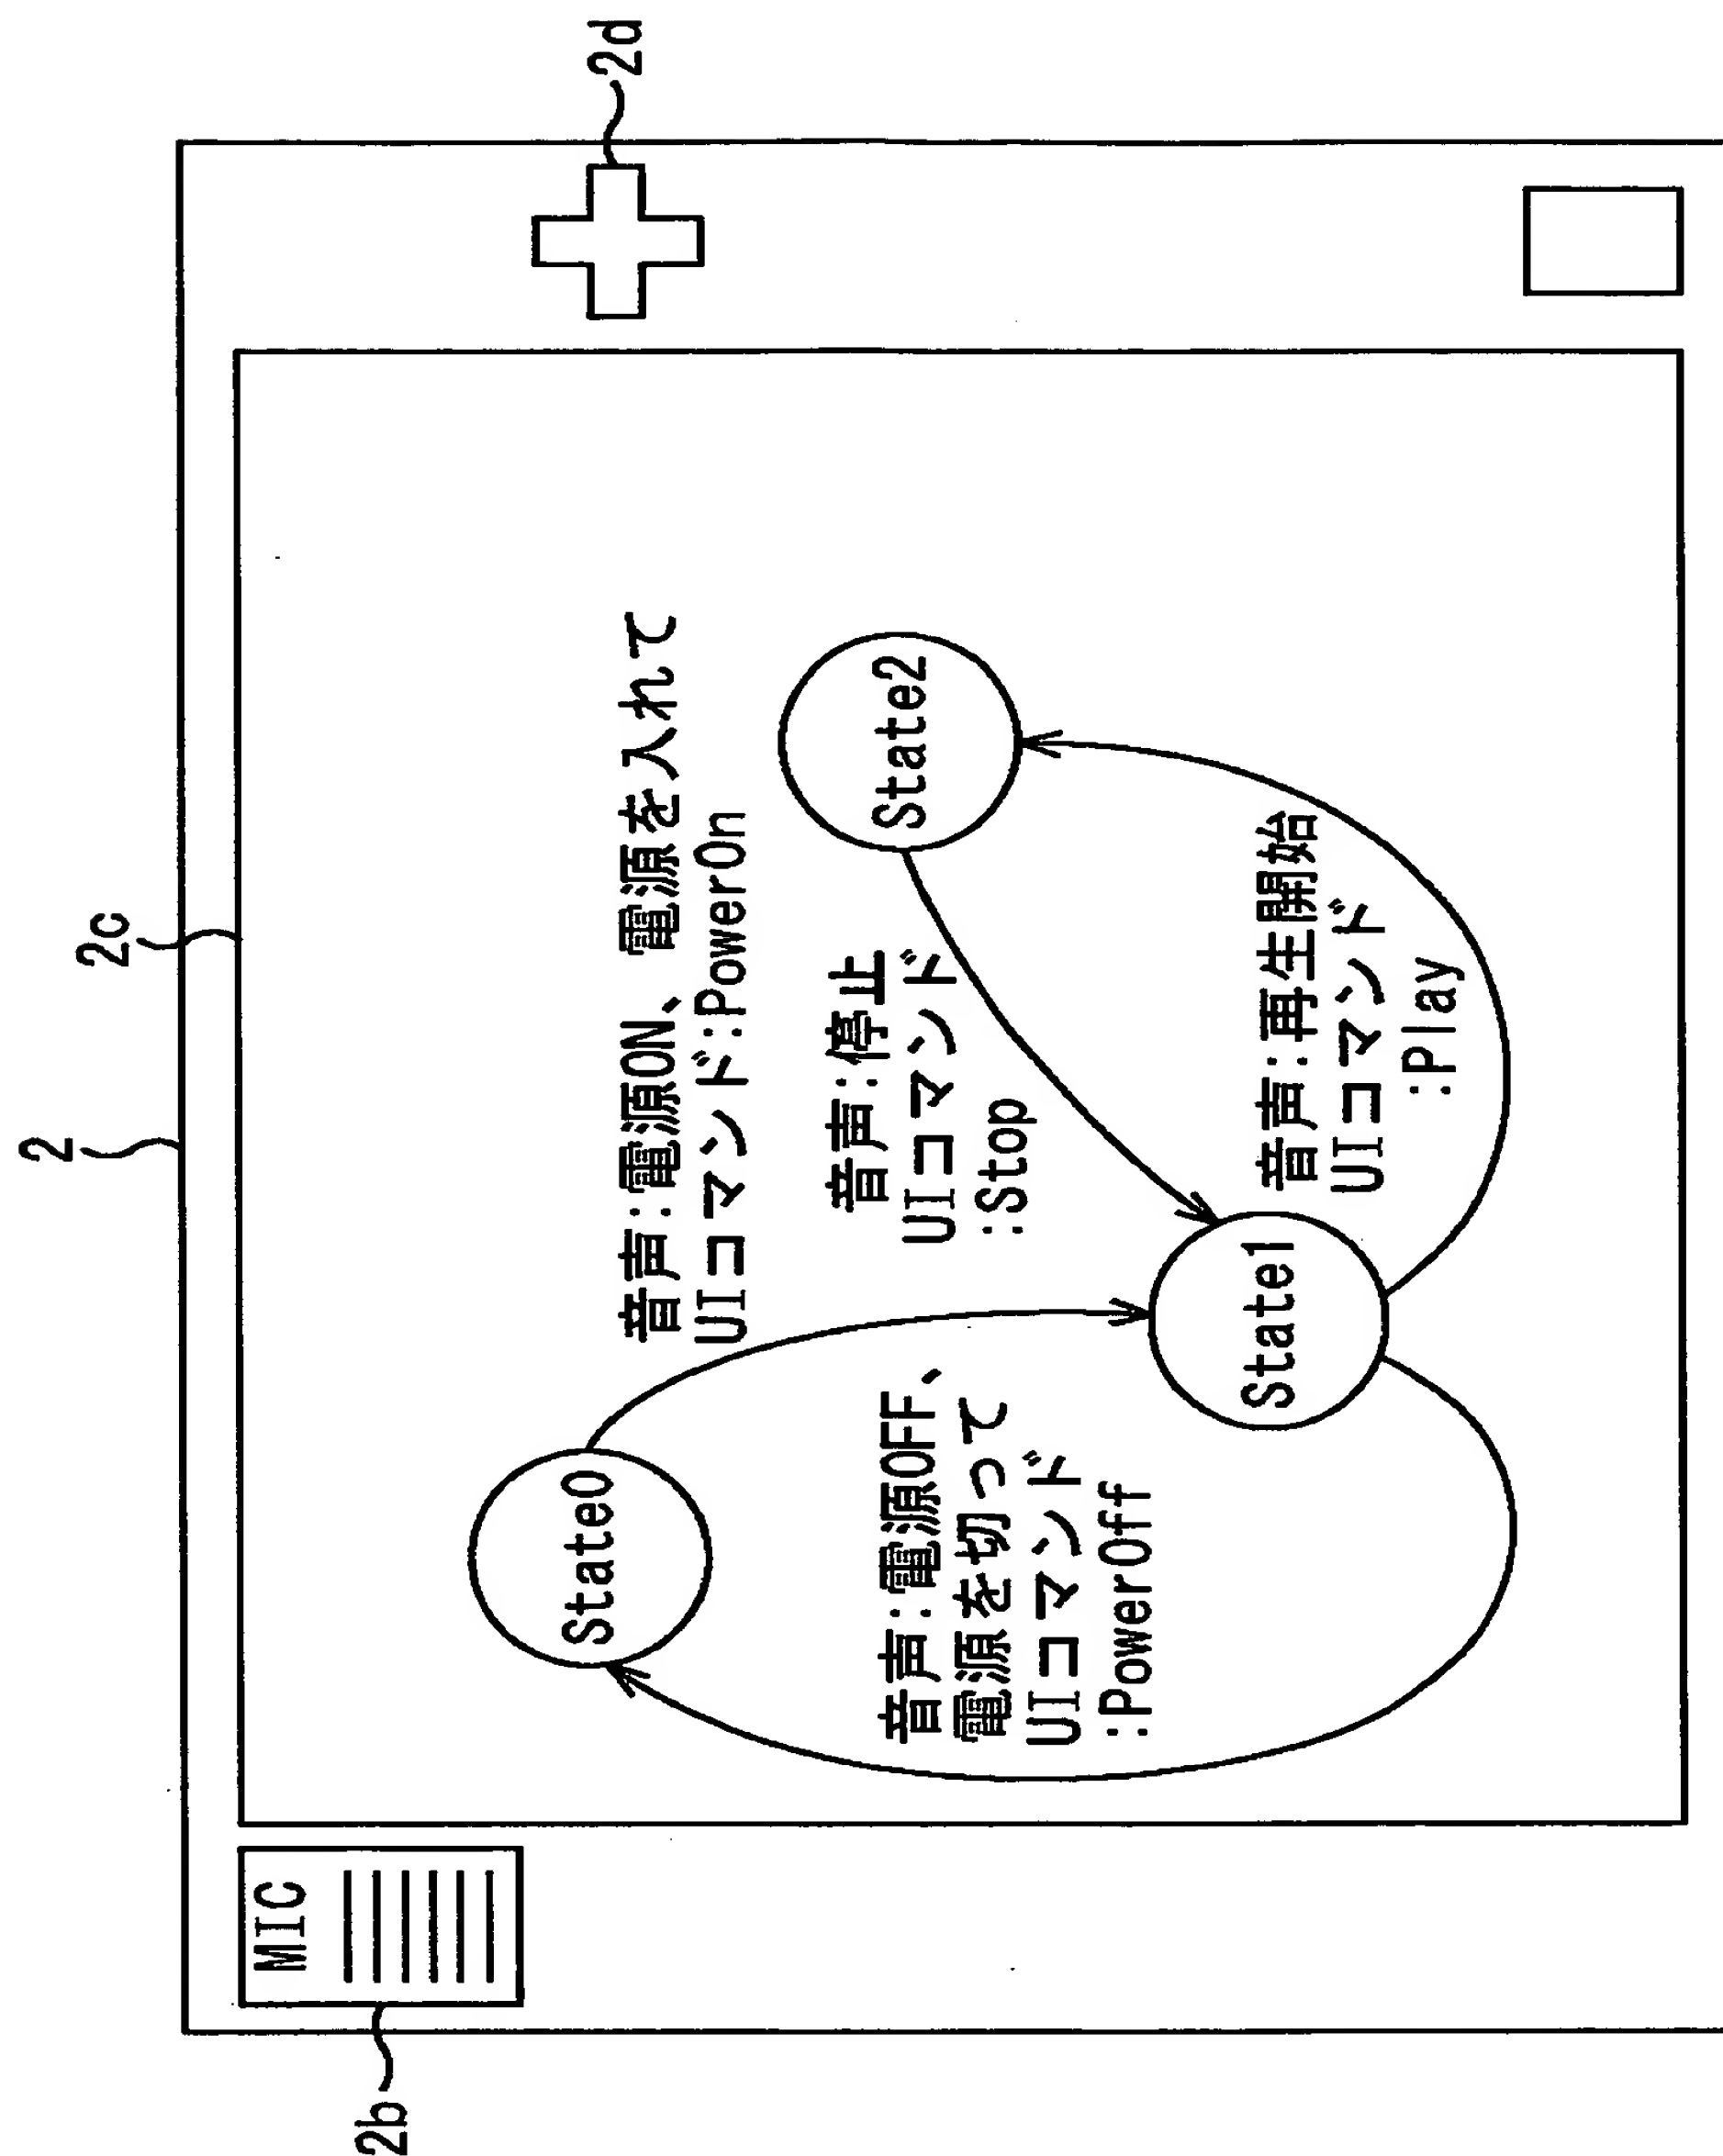 2
2c
2b
2d
MIC
State0
音声:電源ON、電源を入れて
UIコマンド:PowerOn
State2
音声:停止
UIコマンド
:Stop
音声:電源OFF、
電源を切って
UIコマンド
:PowerOff
State1
音声:再生開始
UIコマンド
:Play